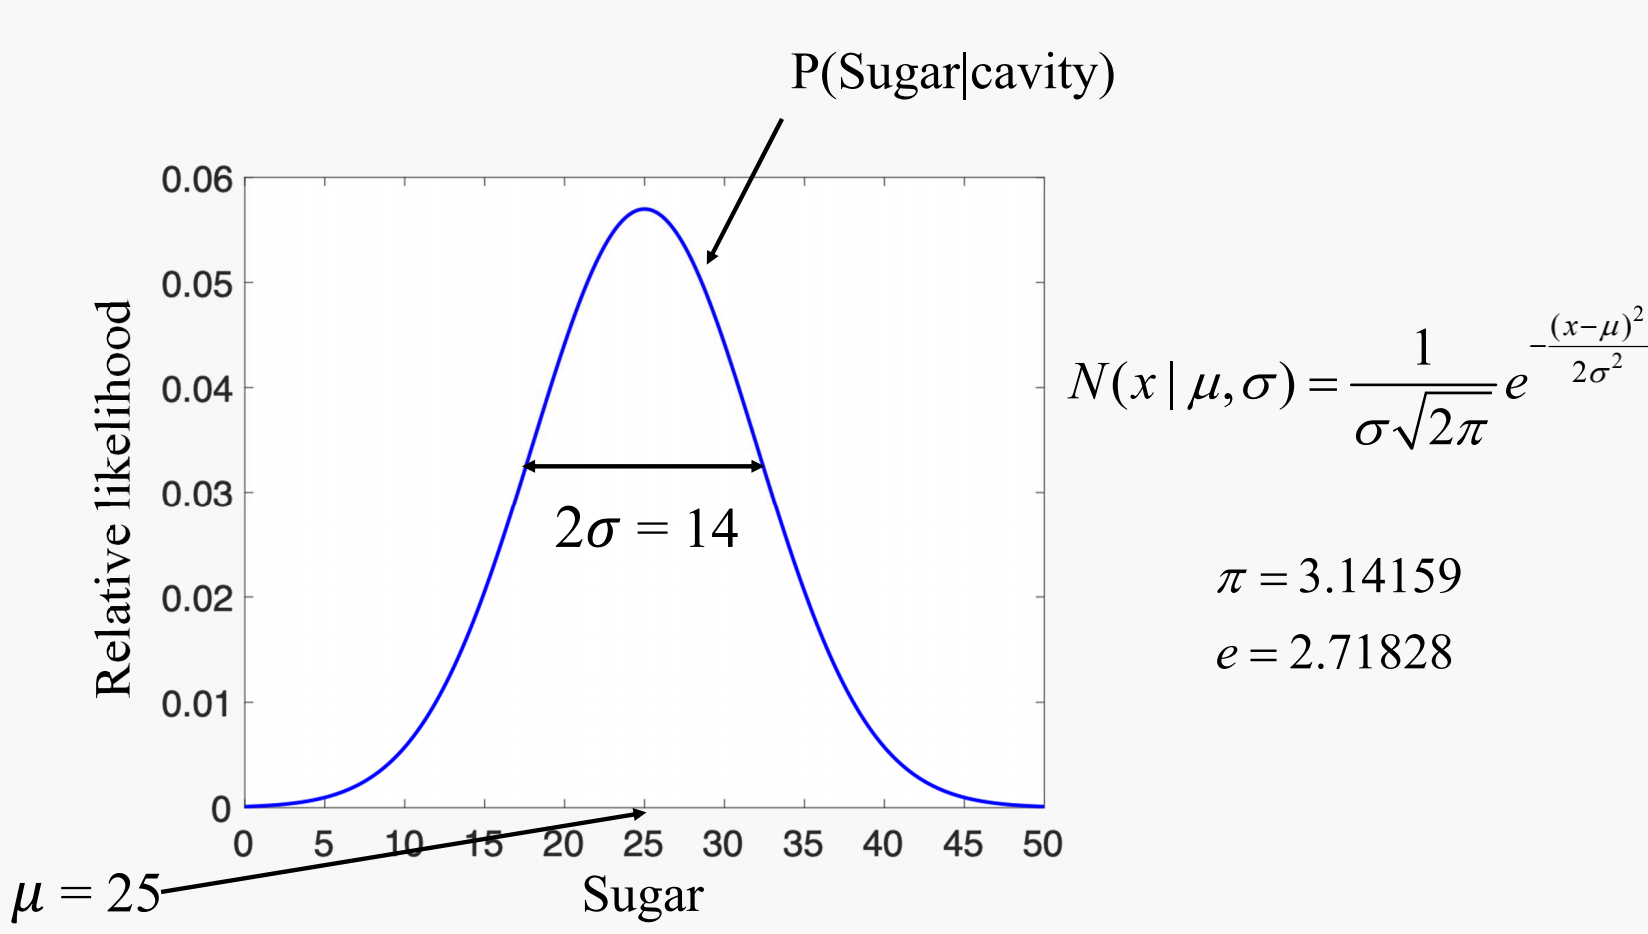 P(Sugar|cavity)
Relative likelihood
0.06
0.05
0.04
0.03
0.02
0.01
0
2σ = 14
0 5 10 15 20 25 30 35 40 45 50
Sugar
μ = 25
N(x | μ, σ) = 1 / (σ√2π) e^(−(x−μ)² / 2σ²)
π = 3.14159
e = 2.71828